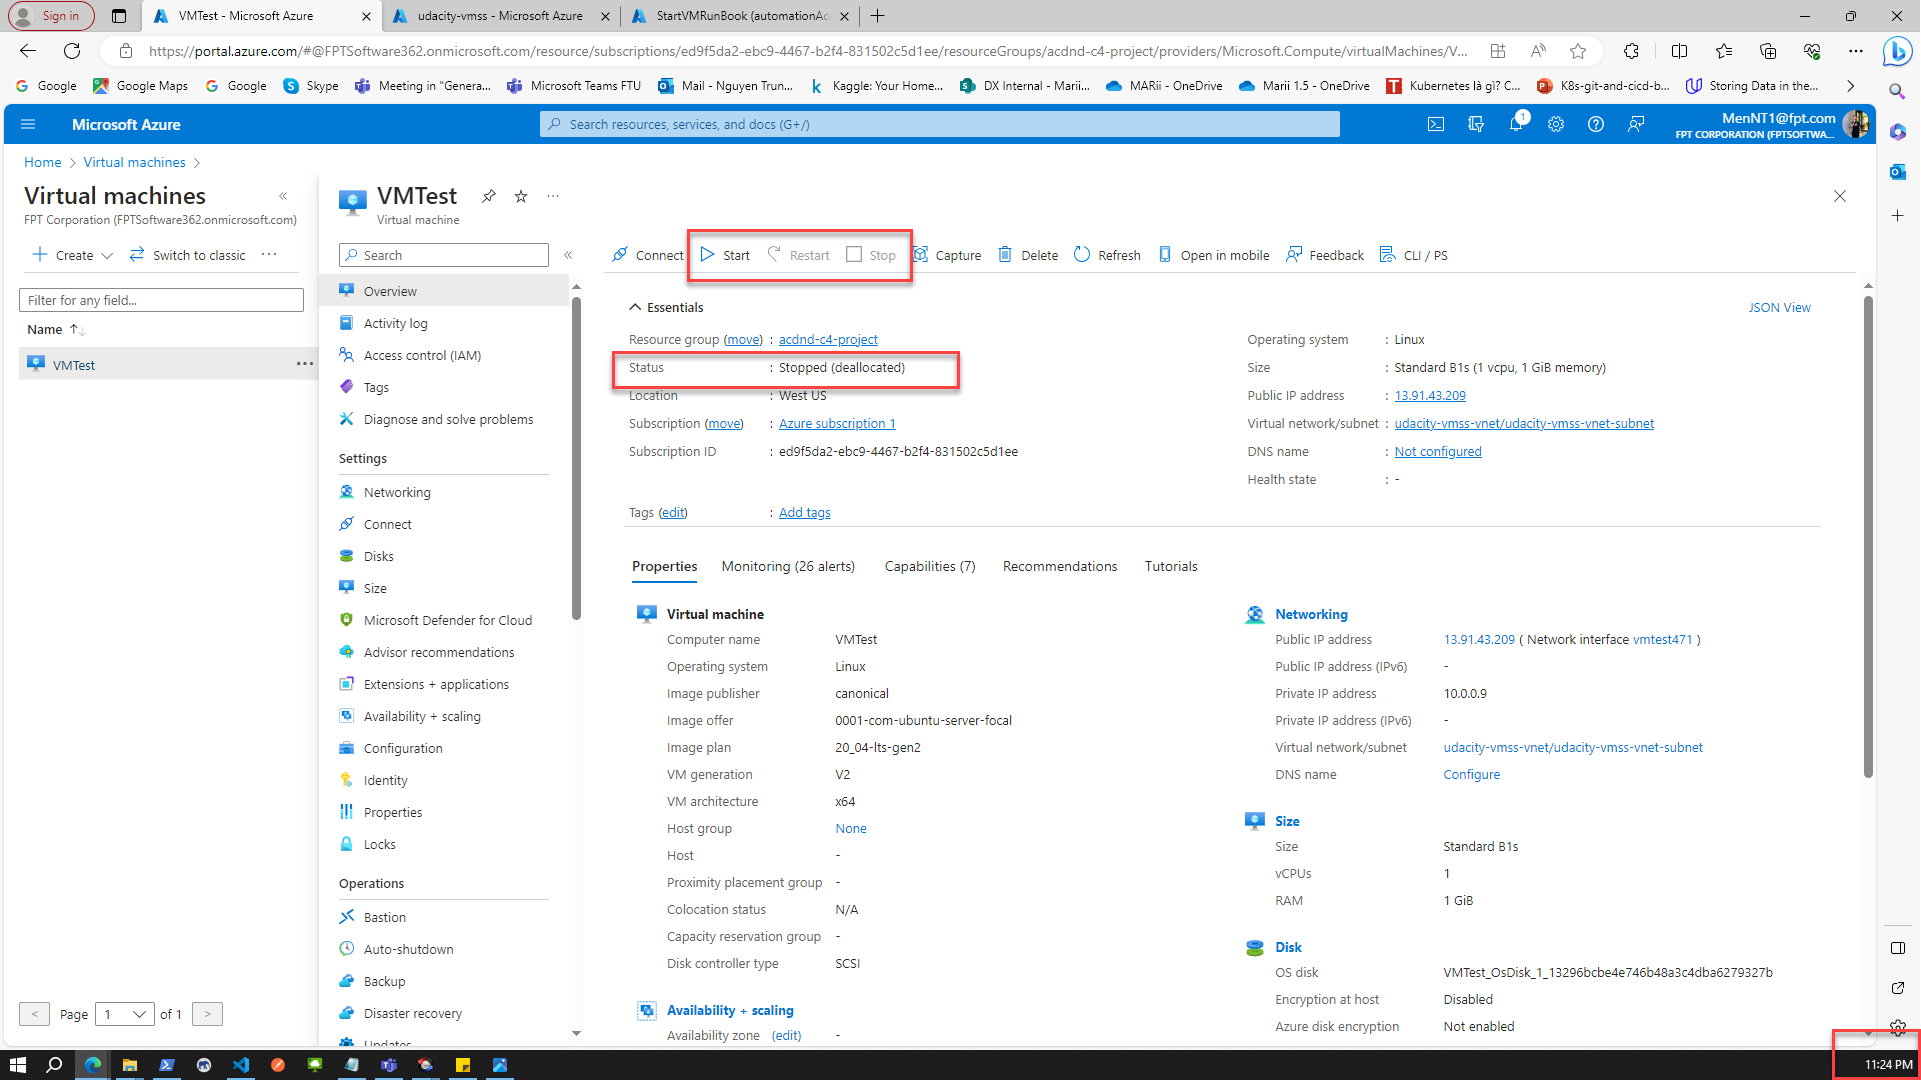 Sign in
VMTest - Microsoft Azure
udacity-vmss - Microsoft Azure
StartVMRunBook (automationAcc
https://portal.azure.com/#@FPTSoftware362.onmicrosoft.com/resource/subscriptions/ed9f5da2-ebc9-4467-b2f4-831502c5d1ee/resourceGroups/acdnd-c4-project/providers/Microsoft.Compute/virtualMachines/V...
Google
Google Maps
Google
Skype
Meeting in "Genera...
Microsoft Teams FTU
Mail - Nguyen Trun...
Kaggle: Your Home...
DX Internal - Marii...
MARii - OneDrive
Marii 1.5 - OneDrive
Kubernetes là gì? C...
K8s-git-and-cicd-b...
Storing Data in the...
Microsoft Azure
Search resources, services, and docs (G+/)
1
MenNT1@fpt.com
FPT CORPORATION (FPTSOFTWA...
Home > Virtual machines >
Virtual machines
FPT Corporation (FPTSoftware362.onmicrosoft.com)
Create
Switch to classic
Filter for any field...
Name
VMTest
Page 1 of 1
VMTest
Virtual machine
Search
Overview
Activity log
Access control (IAM)
Tags
Diagnose and solve problems
Settings
Networking
Connect
Disks
Size
Microsoft Defender for Cloud
Advisor recommendations
Extensions + applications
Availability + scaling
Configuration
Identity
Properties
Locks
Operations
Bastion
Auto-shutdown
Backup
Disaster recovery
Updates
Connect
Start
Restart
Stop
Capture
Delete
Refresh
Open in mobile
Feedback
CLI / PS
Essentials
JSON View
Resource group (move) : acdnd-c4-project
Status : Stopped (deallocated)
Location : West US
Subscription (move) : Azure subscription 1
Subscription ID : ed9f5da2-ebc9-4467-b2f4-831502c5d1ee
Operating system : Linux
Size : Standard B1s (1 vcpu, 1 GiB memory)
Public IP address : 13.91.43.209
Virtual network/subnet : udacity-vmss-vnet/udacity-vmss-vnet-subnet
DNS name : Not configured
Health state : -
Tags (edit) : Add tags
Properties
Monitoring (26 alerts)
Capabilities (7)
Recommendations
Tutorials
Virtual machine
Computer name VMTest
Operating system Linux
Image publisher canonical
Image offer 0001-com-ubuntu-server-focal
Image plan 20_04-lts-gen2
VM generation V2
VM architecture x64
Host group None
Host -
Proximity placement group -
Colocation status N/A
Capacity reservation group -
Disk controller type SCSI
Availability + scaling
Availability zone (edit) -
Networking
Public IP address 13.91.43.209 ( Network interface vmtest471 )
Public IP address (IPv6) -
Private IP address 10.0.0.9
Private IP address (IPv6) -
Virtual network/subnet udacity-vmss-vnet/udacity-vmss-vnet-subnet
DNS name Configure
Size
Size Standard B1s
vCPUs 1
RAM 1 GiB
Disk
OS disk VMTest_OsDisk_1_13296bcbe4e746b48a3c4dba6279327b
Encryption at host Disabled
Azure disk encryption Not enabled
11:24 PM